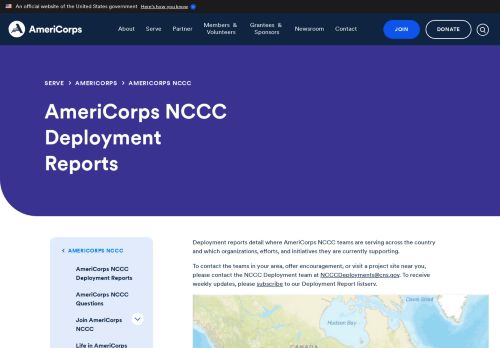 An official website of the United States government Here's how you know
AmeriCorps
About Serve Partner Members & Volunteers Grantees & Sponsors Newsroom Contact JOIN DONATE
SERVE > AMERICORPS > AMERICORPS NCCC
AmeriCorps NCCC
Deployment
Reports
< AMERICORPS NCCC
AmeriCorps NCCC
Deployment Reports
AmeriCorps NCCC
Questions
Join AmeriCorps
NCCC
Life in AmeriCorps
Deployment reports detail where AmeriCorps NCCC teams are serving across the country
and which organizations, efforts, and initiatives they are currently supporting.
To contact the teams in your area, offer encouragement, or visit a project site near you,
please contact the NCCC Deployment team at NCCCDeployments@cns.gov. To receive
weekly updates, please subscribe to our Deployment Report listserv.
Hudson Bay
Davis Strait
CANADA